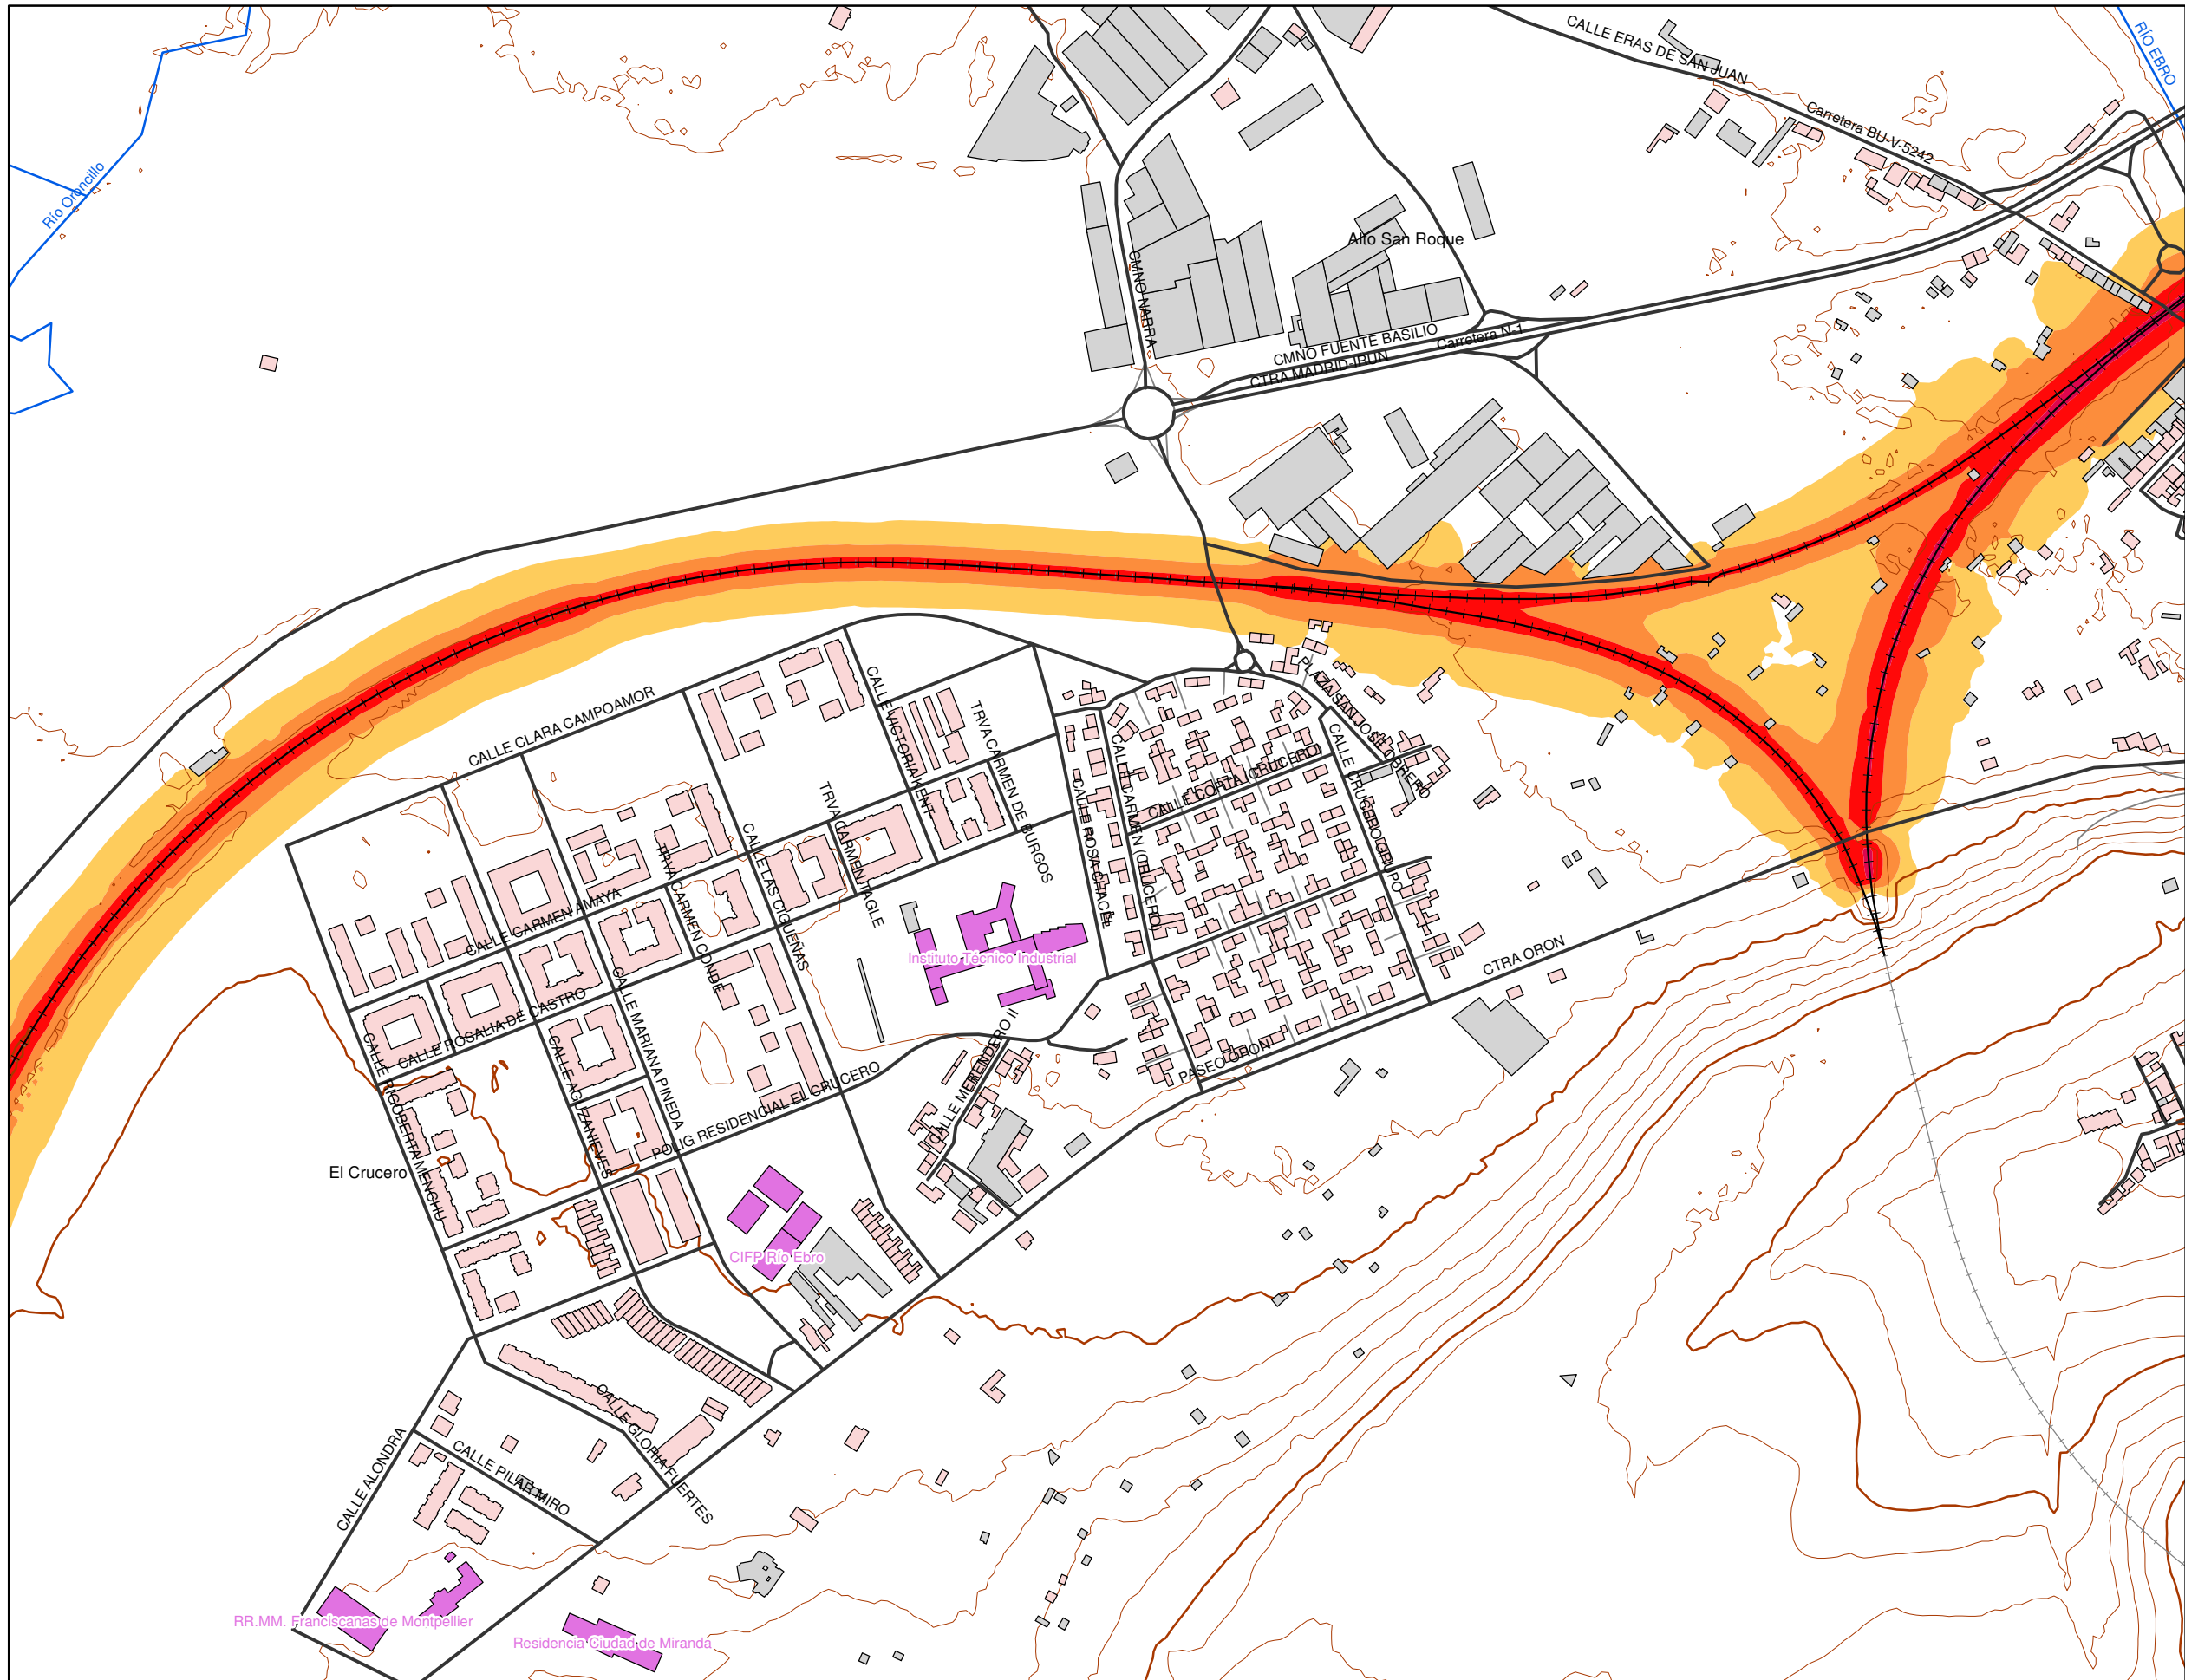 CALLE ERAS DE SAN JUAN
RÍO EBRO
Carretera BU-V-5242
Río Oroncillo
Alto San Roque
CMNO NABRA
CMNO FUENTE BASILIO
Carretera N-1
CTRA MADRID-IRUN
CALLE CLARA CAMPOAMOR
CALLE VICTORIA KENT
TRVA CARMEN DE BURGOS
PLAZA SAN JOSE OBRERO
CALLE CARMEN (CRUCERO)
CALLE CORTA (CRUCERO)
CALLE CRUCERO GRUPO
CALLE ROSA CHACEL
TRVA CARMEN TAGLE
CALLE LAS CIGUEÑAS
TRVA CARMEN CONDE
CALLE CARMEN AMAYA
Instituto Técnico Industrial
CTRA ORON
CALLE ROSALIA DE CASTRO
CALLE MARIANA PINEDA
CALLE AGUZANIEVES
CALLE RIGOBERTA MENCHU
CALLE MERENDERO II
PASEO ORON
POLIG RESIDENCIAL EL CRUCERO
El Crucero
CIFP Río Ebro
CALLE GLORIA FUERTES
CALLE ALONDRA
CALLE PILAR MIRO
RR.MM. Franciscanas de Montpellier
Residencia Ciudad de Miranda